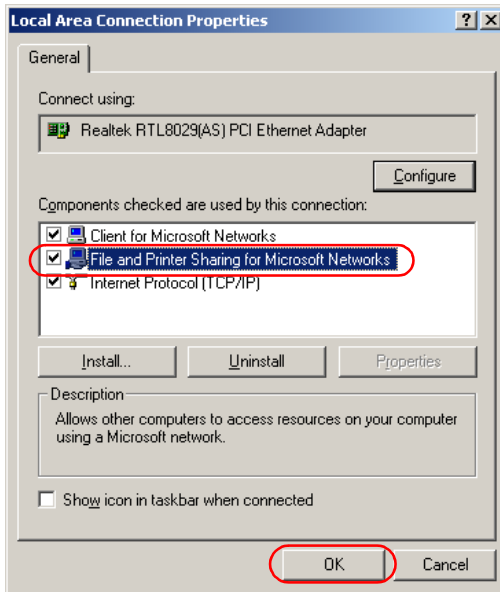 Local Area Connection Properties
General
Connect using:
Realtek RTL8029(AS) PCI Ethernet Adapter
Configure
Components checked are used by this connection:
Client for Microsoft Networks
File and Printer Sharing for Microsoft Networks
Internet Protocol (TCP/IP)
Install... Uninstall Properties
Description
Allows other computers to access resources on your computer
using a Microsoft network.
Show icon in taskbar when connected
OK Cancel